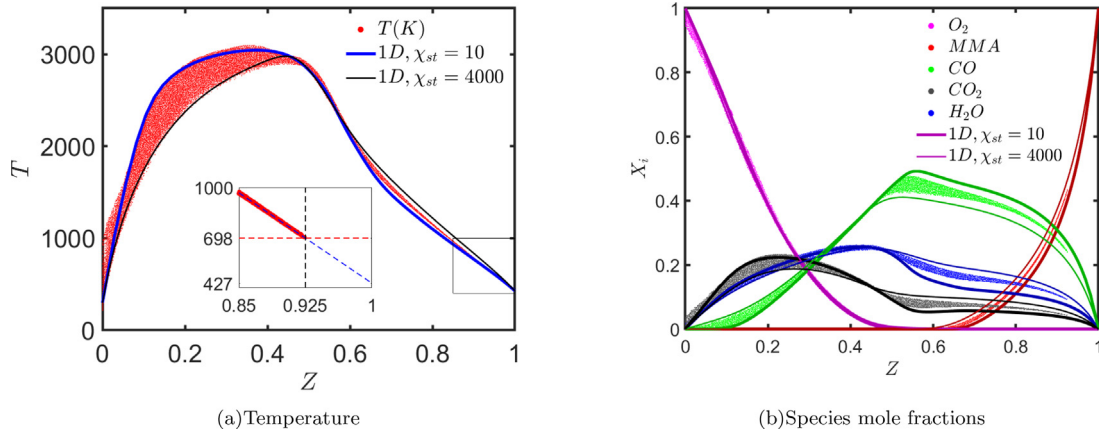 3000
2000
1000
0
T
T(K)
1D, χst = 10
1D, χst = 4000
1000
698
427
0.85
0.925
1
0
0.2
0.4
0.6
0.8
1
Z
(a)Temperature
1
0.8
0.6
0.4
0.2
0
Xi
O2
MMA
CO
CO2
H2O
1D, χst = 10
1D, χst = 4000
0
0.2
0.4
0.6
0.8
1
Z
(b)Species mole fractions